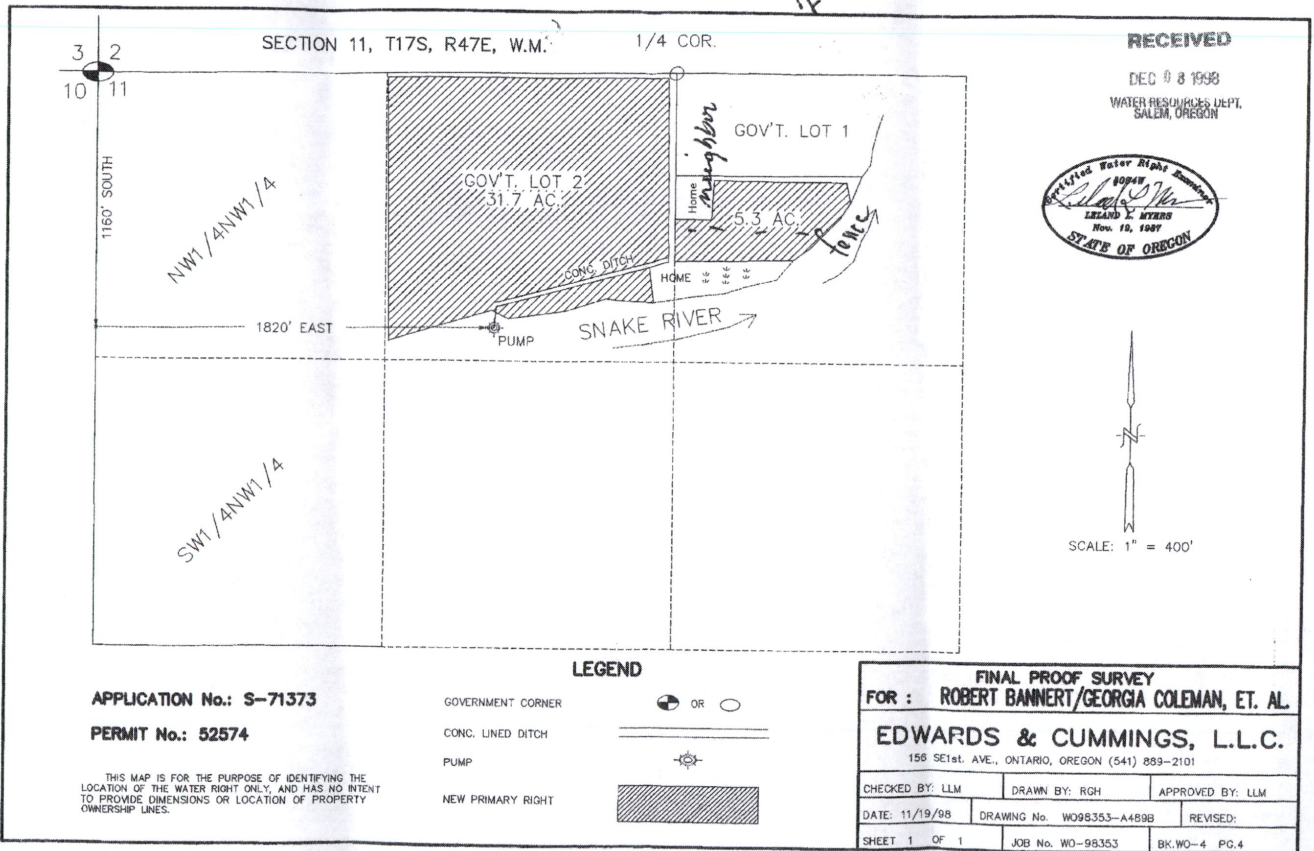 SECTION 11, T17S, R47E, W.M.
1/4 COR.
3 2
10 11
RECEIVED
DEC 0 8 1998
WATER RESOURCES DEPT.
SALEM, OREGON
Certified Water Right Examiner
LELAND L. MYERS
Nov. 19, 1987
STATE OF OREGON
1160' SOUTH
NW1/4NW1/4
GOV'T. LOT 2
31.7 AC.
GOV'T. LOT 1
neighbor
Home
5.3 AC.
fence
CONC. DITCH
HOME
1820' EAST
PUMP
SNAKE RIVER
SW1/4NW1/4
N
SCALE: 1" = 400'
LEGEND
APPLICATION No.: S-71373
PERMIT No.: 52574
THIS MAP IS FOR THE PURPOSE OF IDENTIFYING THE
LOCATION OF THE WATER RIGHT ONLY, AND HAS NO INTENT
TO PROVIDE DIMENSIONS OR LOCATION OF PROPERTY
OWNERSHIP LINES.
GOVERNMENT CORNER OR
CONC. LINED DITCH
PUMP
NEW PRIMARY RIGHT
FINAL PROOF SURVEY
FOR : ROBERT BANNERT/GEORGIA COLEMAN, ET. AL.
EDWARDS & CUMMINGS, L.L.C.
156 SE1st. AVE., ONTARIO, OREGON (541) 889-2101
CHECKED BY: LLM DRAWN BY: RGH APPROVED BY: LLM
DATE: 11/19/98 DRAWING No. WO98353-A489B REVISED:
SHEET 1 OF 1 JOB No. WO-98353 BK.WO-4 PG.4